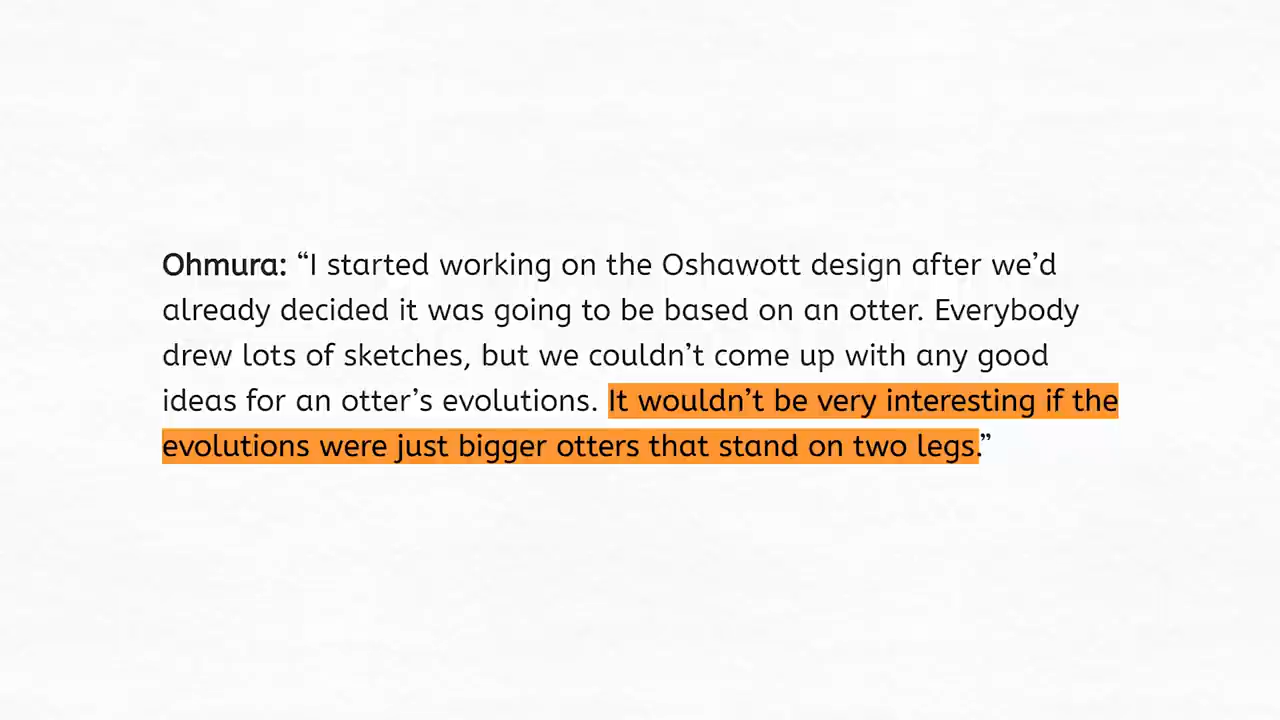 Ohmura: “I started working on the Oshawott design after we’d
already decided it was going to be based on an otter. Everybody
drew lots of sketches, but we couldn’t come up with any good
ideas for an otter’s evolutions. It wouldn’t be very interesting if the
evolutions were just bigger otters that stand on two legs.”